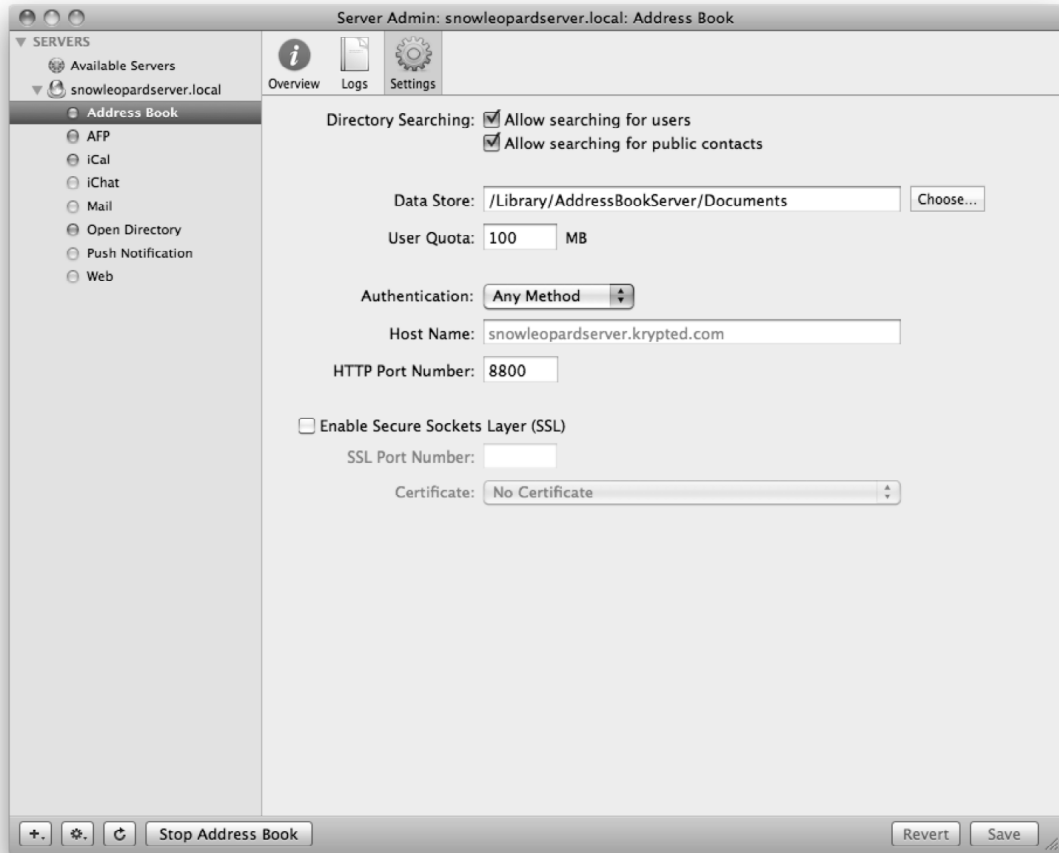 Server Admin: snowleopardserver.local: Address Book
SERVERS
Available Servers
snowleopardserver.local
Address Book
AFP
iCal
iChat
Mail
Open Directory
Push Notification
Web
Overview
Logs
Settings
Directory Searching: Allow searching for users
Allow searching for public contacts
Data Store: /Library/AddressBookServer/Documents Choose...
User Quota: 100 MB
Authentication: Any Method
Host Name: snowleopardserver.krypted.com
HTTP Port Number: 8800
Enable Secure Sockets Layer (SSL)
SSL Port Number:
Certificate: No Certificate
Stop Address Book
Revert
Save